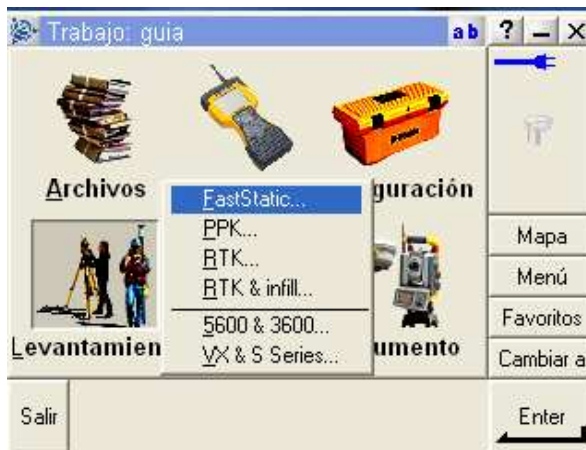 Trabajo: guia
ab ?
Archivos
guración
FastStatic...
PPK...
RTK...
RTK & infill...
5600 & 3600...
VX & S Series...
Levantamien
umento
Mapa
Menú
Favoritos
Cambiar a
Salir
Enter